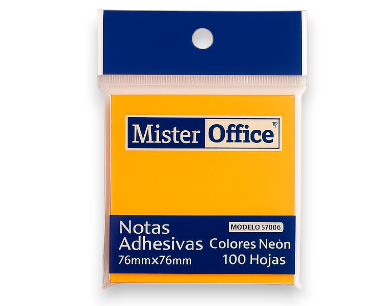 Mister Office
MODELO 57006
Notas
Adhesivas Colores Neón
76mmx76mm 100 Hojas